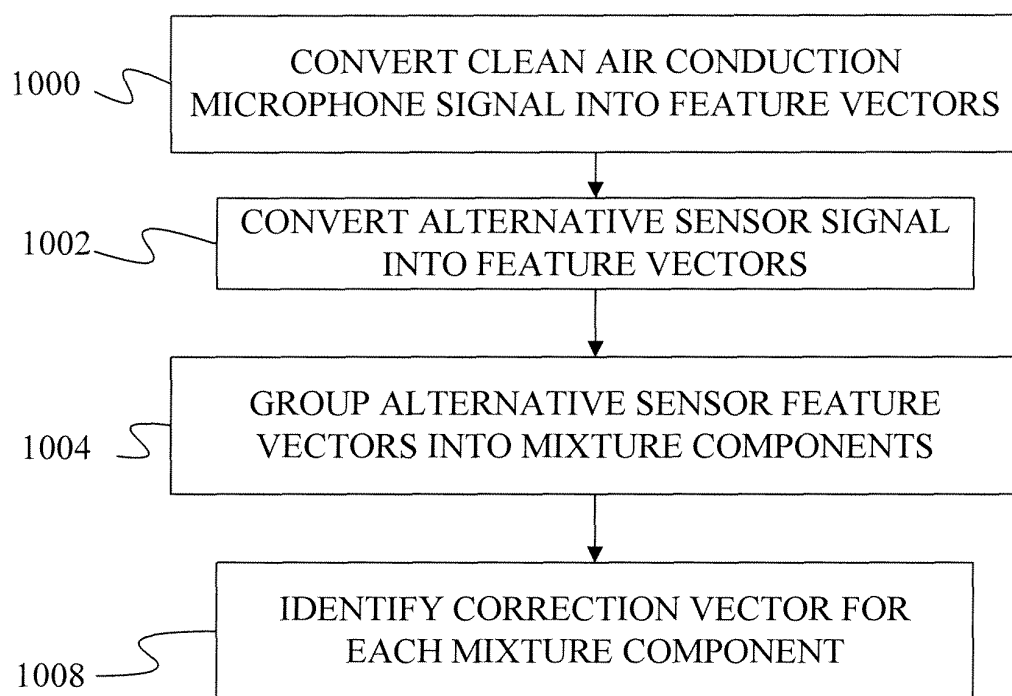 1000
CONVERT CLEAN AIR CONDUCTION
MICROPHONE SIGNAL INTO FEATURE VECTORS
1002
CONVERT ALTERNATIVE SENSOR SIGNAL
INTO FEATURE VECTORS
1004
GROUP ALTERNATIVE SENSOR FEATURE
VECTORS INTO MIXTURE COMPONENTS
1008
IDENTIFY CORRECTION VECTOR FOR
EACH MIXTURE COMPONENT